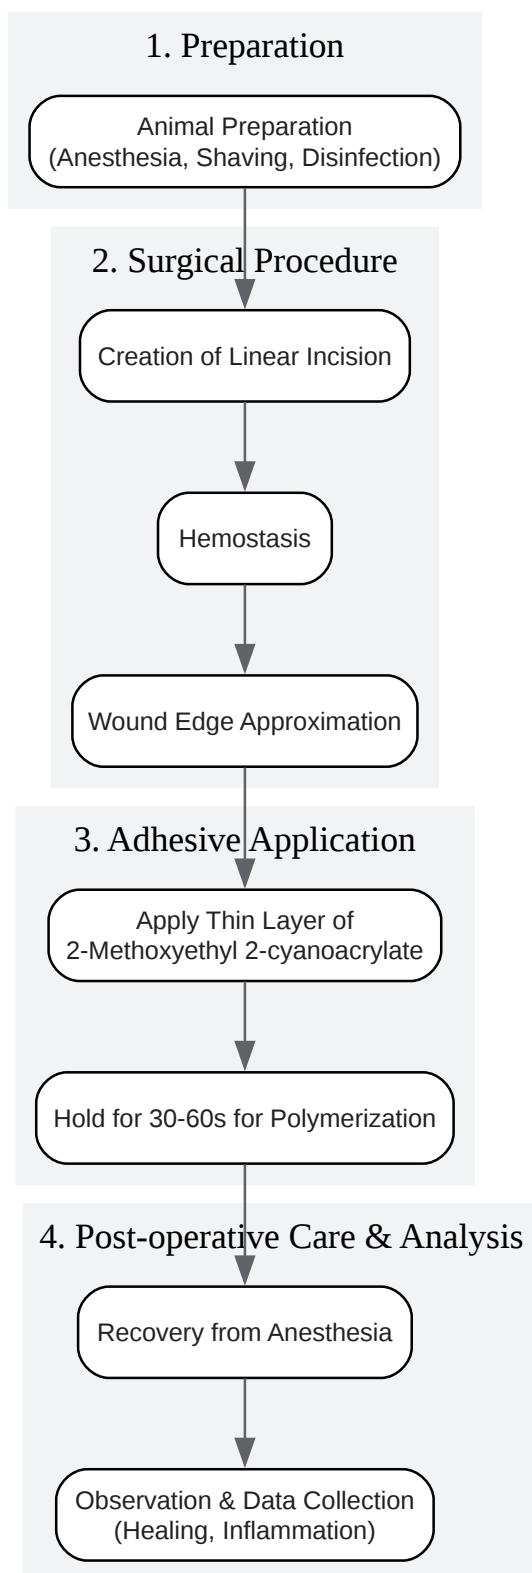 1. Preparation
Animal Preparation
(Anesthesia, Shaving, Disinfection)
2. Surgical Procedure
Creation of Linear Incision
Hemostasis
Wound Edge Approximation
3. Adhesive Application
Apply Thin Layer of
2-Methoxyethyl 2-cyanoacrylate
Hold for 30-60s for Polymerization
4. Post-operative Care & Analysis
Recovery from Anesthesia
Observation & Data Collection
(Healing, Inflammation)